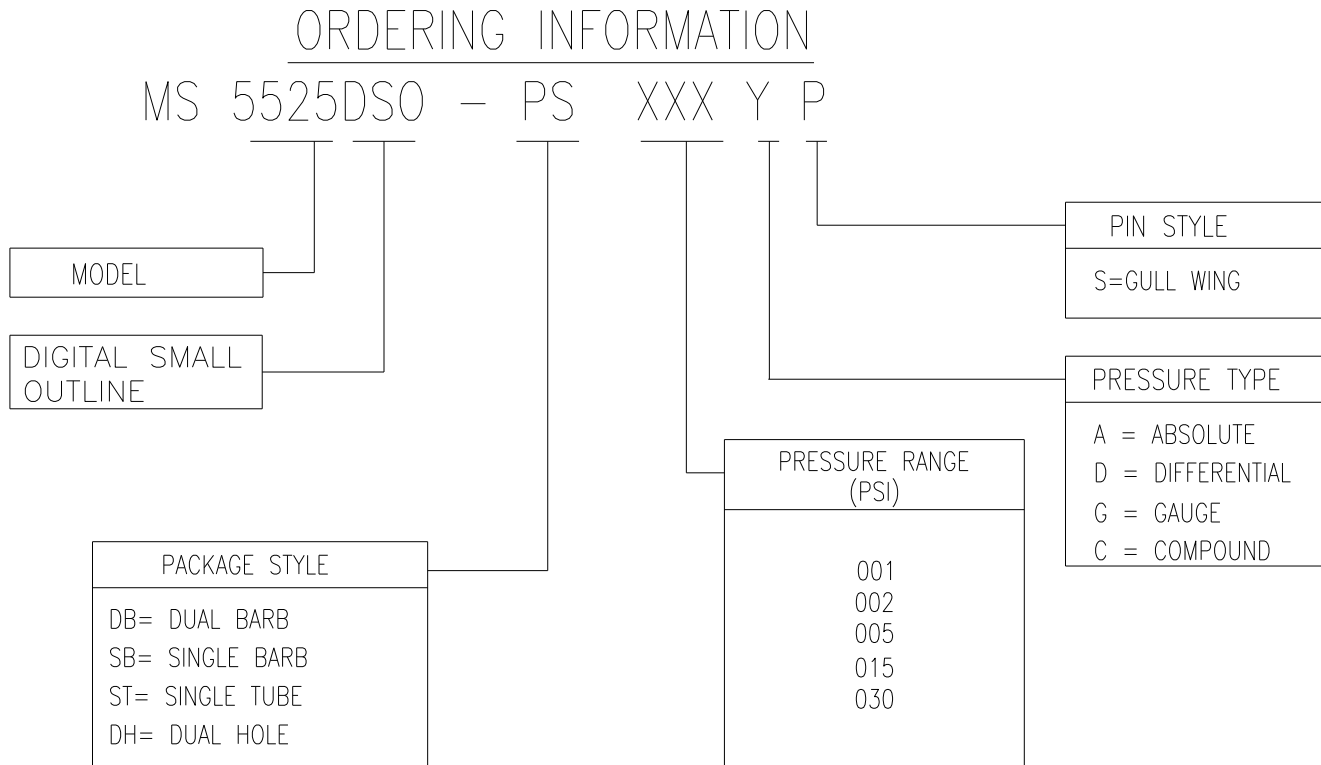 ORDERING INFORMATION
MS 5525DSO - PS XXX Y P
MODEL
DIGITAL SMALL
OUTLINE
PACKAGE STYLE
DB= DUAL BARB
SB= SINGLE BARB
ST= SINGLE TUBE
DH= DUAL HOLE
PRESSURE RANGE
(PSI)
001
002
005
015
030
PIN STYLE
S=GULL WING
PRESSURE TYPE
A = ABSOLUTE
D = DIFFERENTIAL
G = GAUGE
C = COMPOUND